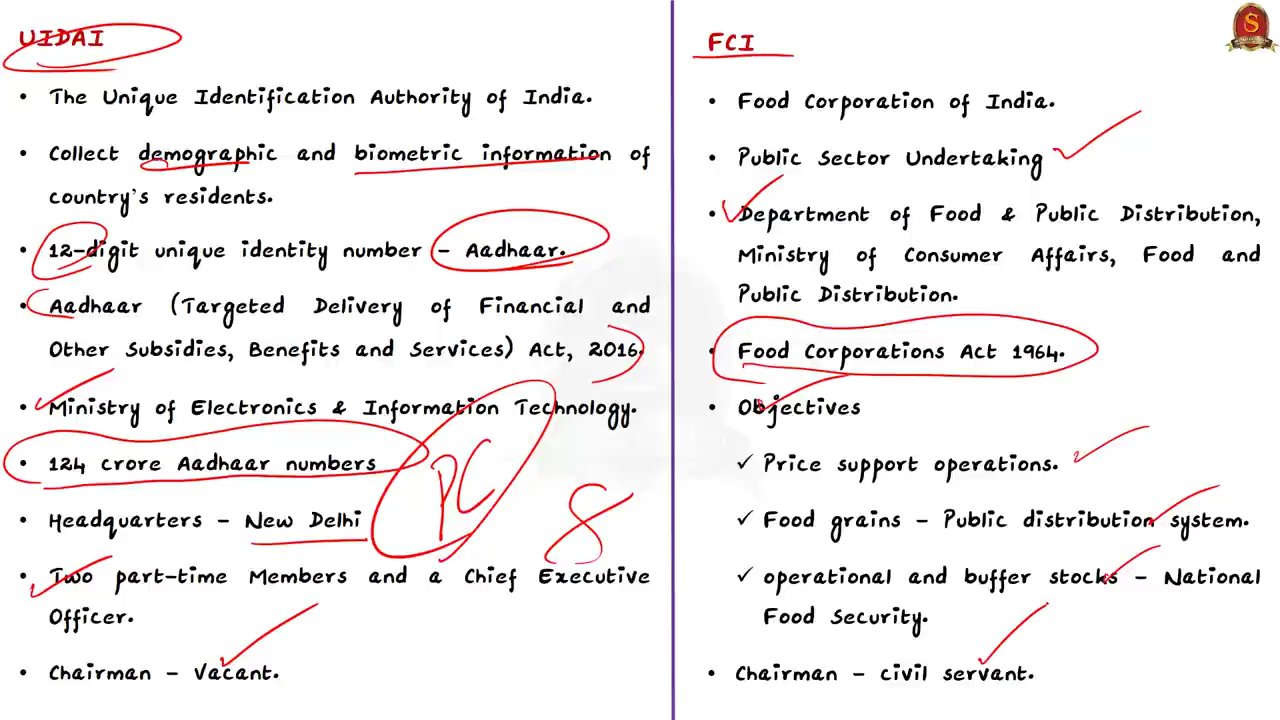 UIDAI
• The Unique Identification Authority of India.
• Collect demographic and biometric information of
country's residents.
• 12-digit unique identity number - Aadhaar.
• Aadhaar (Targeted Delivery of Financial and
Other Subsidies, Benefits and Services) Act, 2016.
• Ministry of Electronics & Information Technology.
• 124 crore Aadhaar numbers
PC
• Headquarters - New Delhi
8
• Two part-time Members and a Chief Executive
Officer.
• Chairman - Vacant.
FCI
• Food Corporation of India.
• Public Sector Undertaking
• Department of Food & Public Distribution,
Ministry of Consumer Affairs, Food and
Public Distribution.
• Food Corporations Act 1964.
• Objectives
✓ Price support operations.
✓ Food grains - Public distribution system.
✓ operational and buffer stocks - National
Food Security.
• Chairman - civil servant.
S